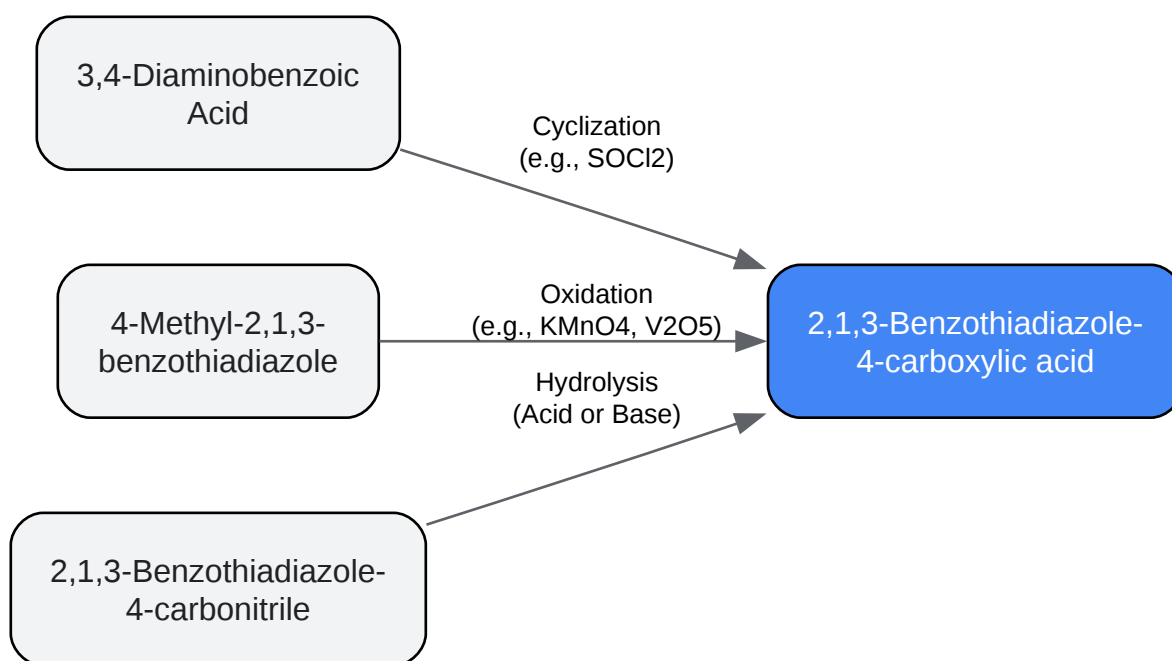 3,4-Diaminobenzoic
Acid
Cyclization
(e.g., SOCl2)
4-Methyl-2,1,3-
benzothiadiazole
Oxidation
(e.g., KMnO4, V2O5)
2,1,3-Benzothiadiazole-
4-carboxylic acid
Hydrolysis
(Acid or Base)
2,1,3-Benzothiadiazole-
4-carbonitrile